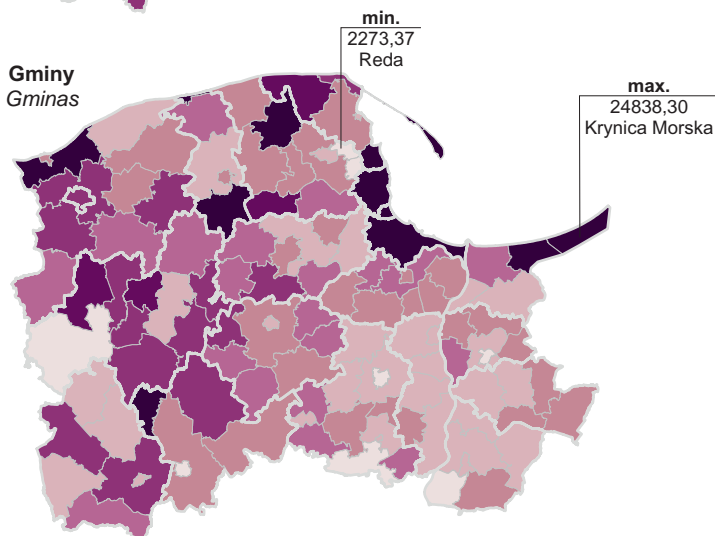 min.
2273,37
Reda
Gminy
Gminas
max.
24838,30
Krynica Morska